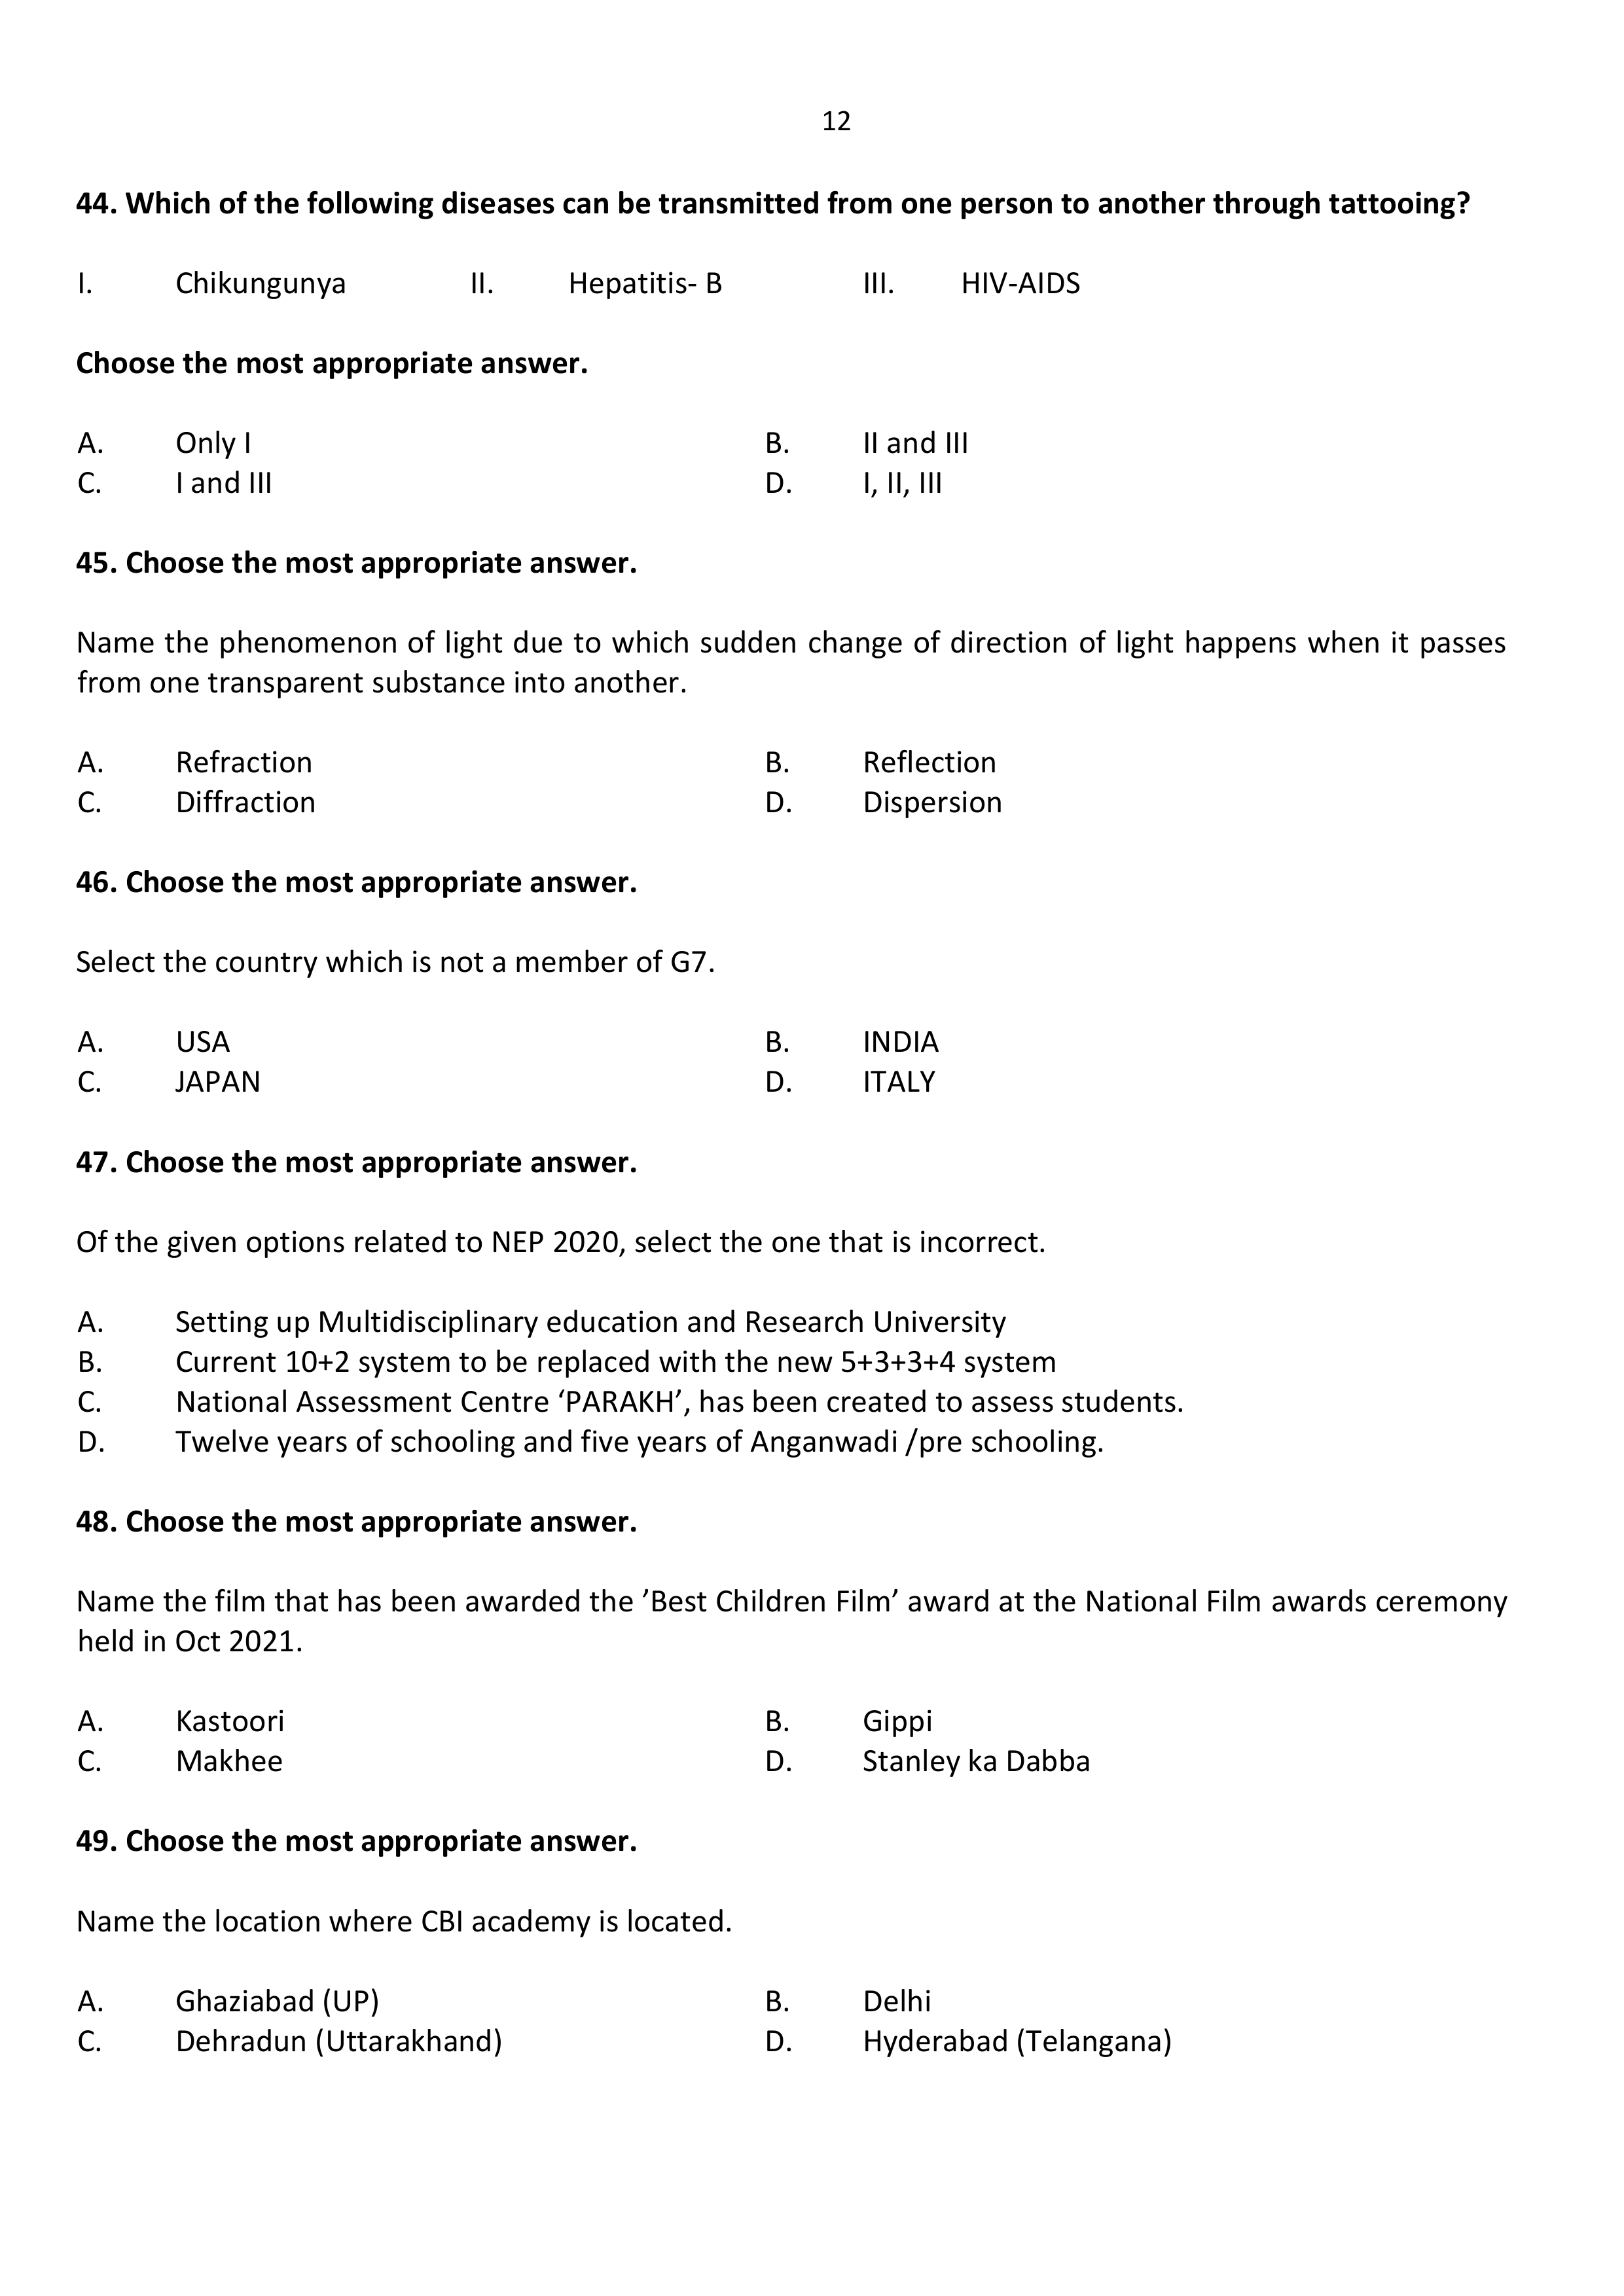 12
44. Which of the following diseases can be transmitted from one person to another through tattooing?
I. Chikungunya II. Hepatitis- B III. HIV-AIDS
Choose the most appropriate answer.
A. Only I B. II and III
C. I and III D. I, II, III
45. Choose the most appropriate answer.
Name the phenomenon of light due to which sudden change of direction of light happens when it passes
from one transparent substance into another.
A. Refraction B. Reflection
C. Diffraction D. Dispersion
46. Choose the most appropriate answer.
Select the country which is not a member of G7.
A. USA B. INDIA
C. JAPAN D. ITALY
47. Choose the most appropriate answer.
Of the given options related to NEP 2020, select the one that is incorrect.
A. Setting up Multidisciplinary education and Research University
B. Current 10+2 system to be replaced with the new 5+3+3+4 system
C. National Assessment Centre ‘PARAKH’, has been created to assess students.
D. Twelve years of schooling and five years of Anganwadi /pre schooling.
48. Choose the most appropriate answer.
Name the film that has been awarded the ’Best Children Film’ award at the National Film awards ceremony
held in Oct 2021.
A. Kastoori B. Gippi
C. Makhee D. Stanley ka Dabba
49. Choose the most appropriate answer.
Name the location where CBI academy is located.
A. Ghaziabad (UP) B. Delhi
C. Dehradun (Uttarakhand) D. Hyderabad (Telangana)